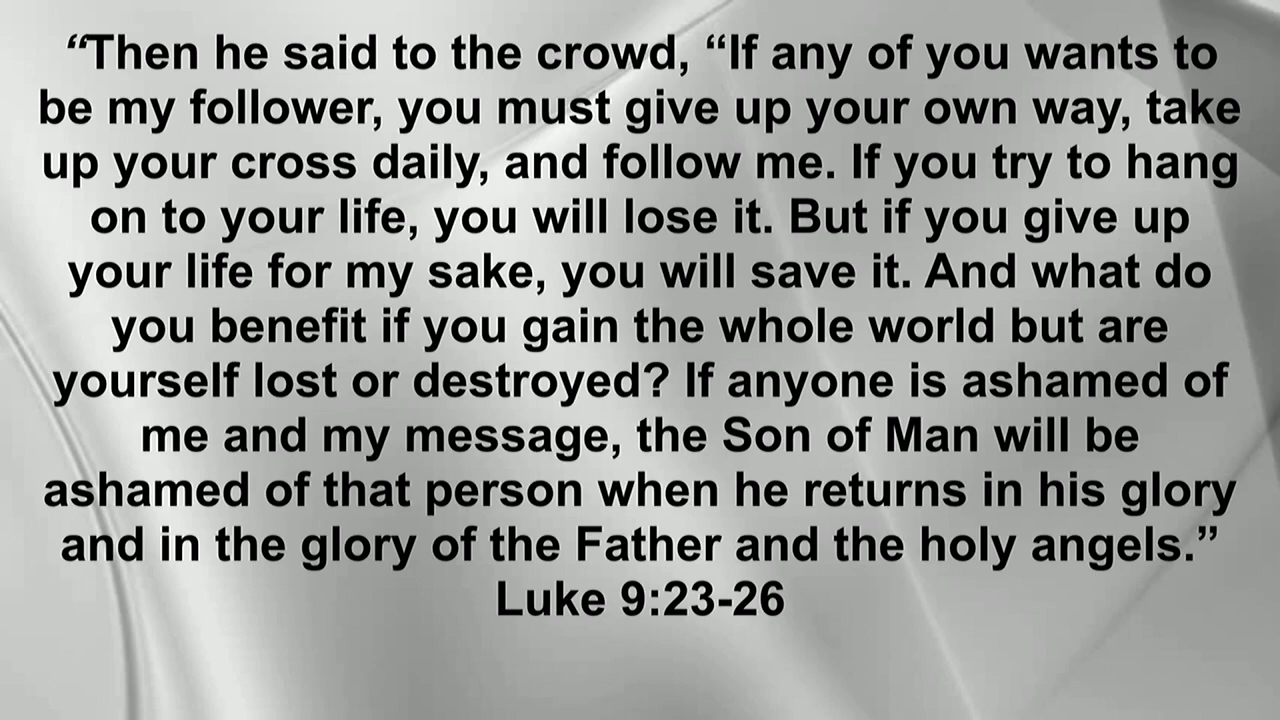 “Then he said to the crowd, “If any of you wants to
be my follower, you must give up your own way, take
up your cross daily, and follow me. If you try to hang
on to your life, you will lose it. But if you give up
your life for my sake, you will save it. And what do
you benefit if you gain the whole world but are
yourself lost or destroyed? If anyone is ashamed of
me and my message, the Son of Man will be
ashamed of that person when he returns in his glory
and in the glory of the Father and the holy angels.”
Luke 9:23-26